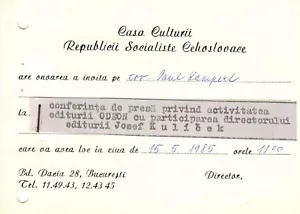 Casa Culturii
Republicii Socialiste Cehoslovace
are onoarea a invita pe tov. Paul
la conferința de presă privind activitatea
editurii ODEON cu participarea directorului
editurii Josef Kulíček
care va avea loc în ziua de 15. 5. 1985 orele 11 00
Bd. Dacia 28, București
Tel. 11.49.43, 12.43 45
Director,